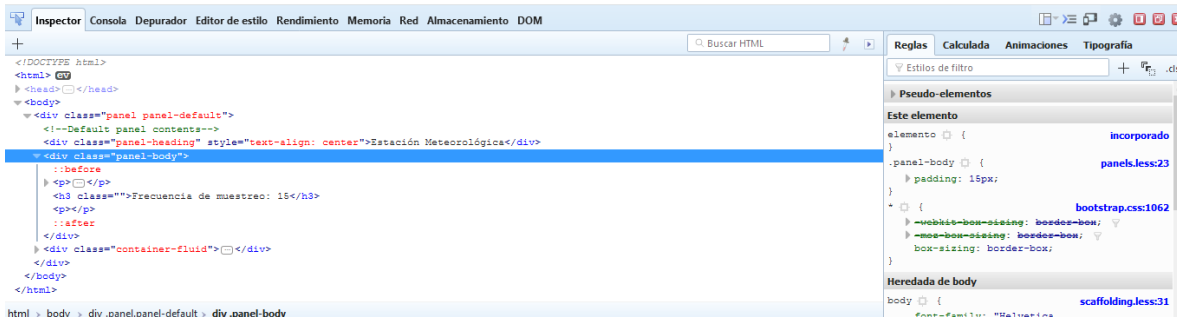 Inspector Consola Depurador Editor de estilo Rendimiento Memoria Red Almacenamiento DOM
+ Buscar HTML
<!DOCTYPE html>
<html> ev
<head></head>
<body>
<div class="panel panel-default">
<!--Default panel contents-->
<div class="panel-heading" style="text-align: center">Estación Meteorológica</div>
<div class="panel-body">
::before
<p></p>
<h3 class="">Frecuencia de muestreo: 15</h3>
<p></p>
::after
</div>
<div class="container-fluid"></div>
</div>
</body>
</html>
html > body > div .panel.panel-default > div .panel-body
Reglas Calculada Animaciones Tipografía
Estilos de filtro + .cls
Pseudo-elementos
Este elemento
elemento { incorporado
}
.panel-body { panels.less:23
padding: 15px;
}
* { bootstrap.css:1062
-webkit-box-sizing: border-box;
-moz-box-sizing: border-box;
box-sizing: border-box;
}
Heredada de body
body { scaffolding.less:31
font-family: "Helvetica